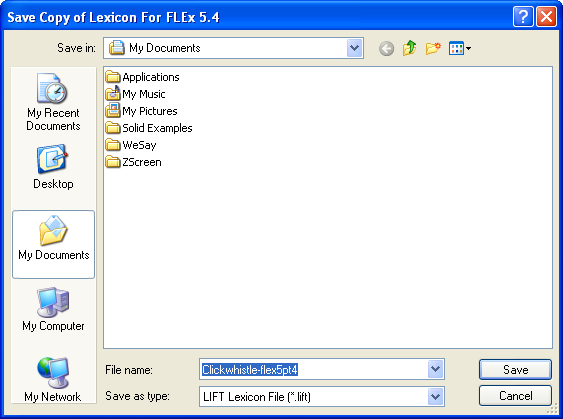 Save Copy of Lexicon For FLEx 5.4
Save in: My Documents
My Recent
Documents
Desktop
My Documents
My Computer
My Network
Applications
My Music
My Pictures
Solid Examples
WeSay
ZScreen
File name: Clickwhistle-flex5pt4 Save
Save as type: LIFT Lexicon File (*.lift) Cancel